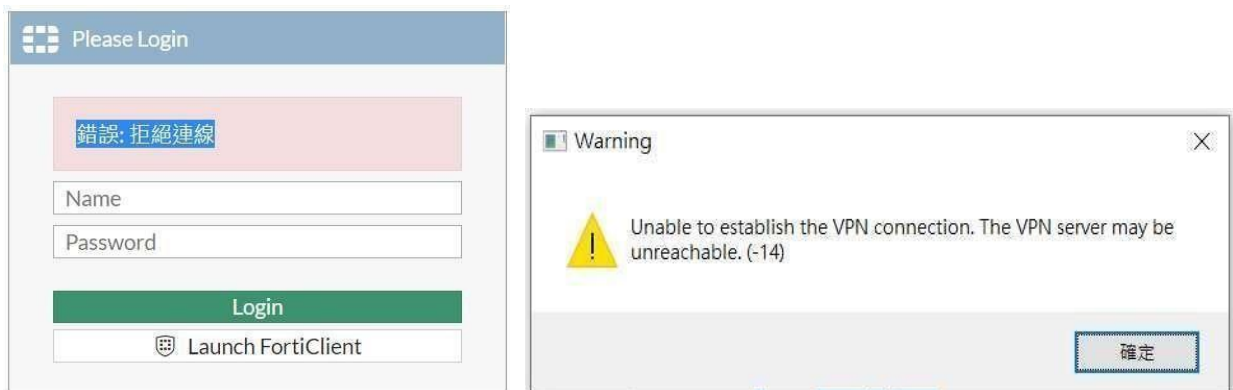 Please Login
錯誤: 拒絕連線
Name
Password
Login
Launch FortiClient
Warning
Unable to establish the VPN connection. The VPN server may be
unreachable. (-14)
確定